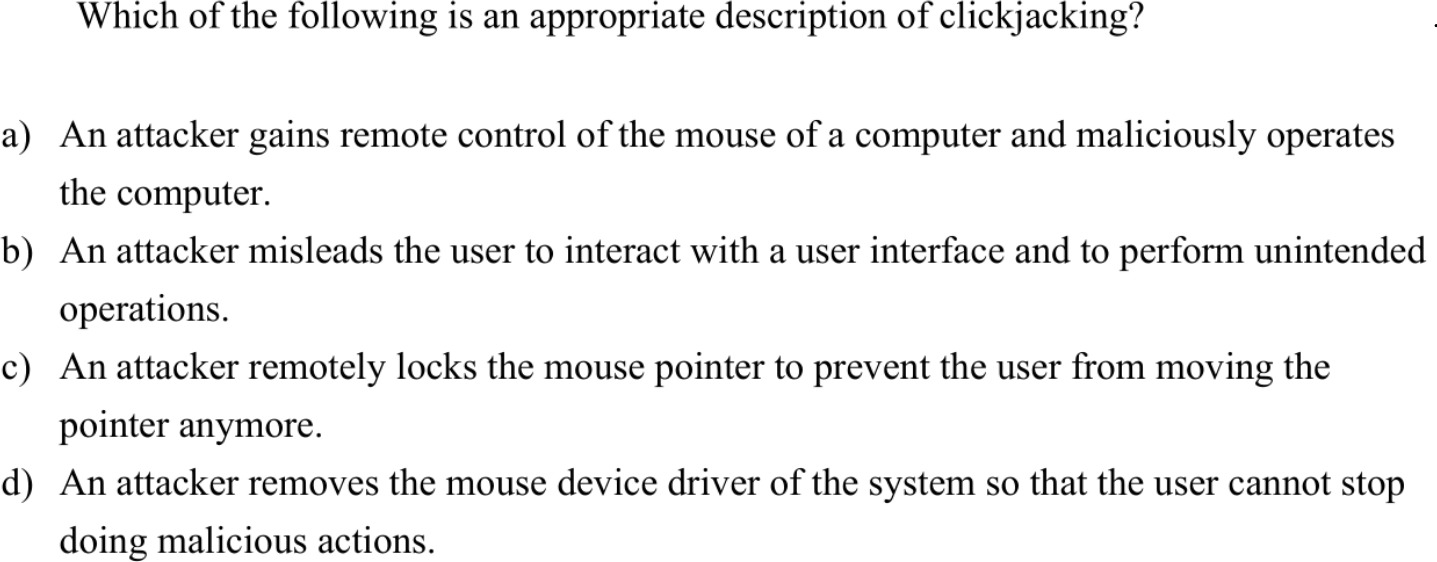 Which of the following is an appropriate description of clickjacking?
a) An attacker gains remote control of the mouse of a computer and maliciously operates
the computer.
b) An attacker misleads the user to interact with a user interface and to perform unintended
operations.
c) An attacker remotely locks the mouse pointer to prevent the user from moving the
pointer anymore.
d) An attacker removes the mouse device driver of the system so that the user cannot stop
doing malicious actions.